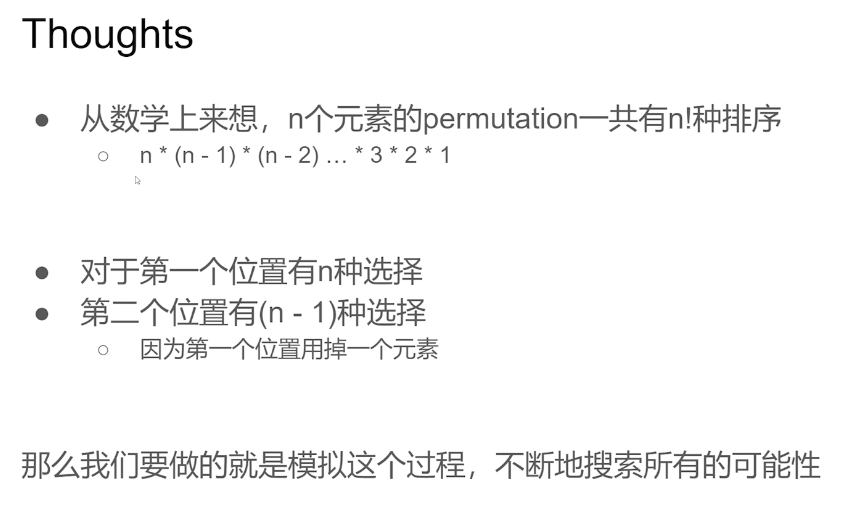 Thoughts
● 从数学上来想，n个元素的permutation一共有n!种排序
○ n * (n - 1) * (n - 2) … * 3 * 2 * 1
● 对于第一个位置有n种选择
● 第二个位置有(n - 1)种选择
○ 因为第一个位置用掉一个元素
那么我们要做的就是模拟这个过程，不断地搜索所有的可能性